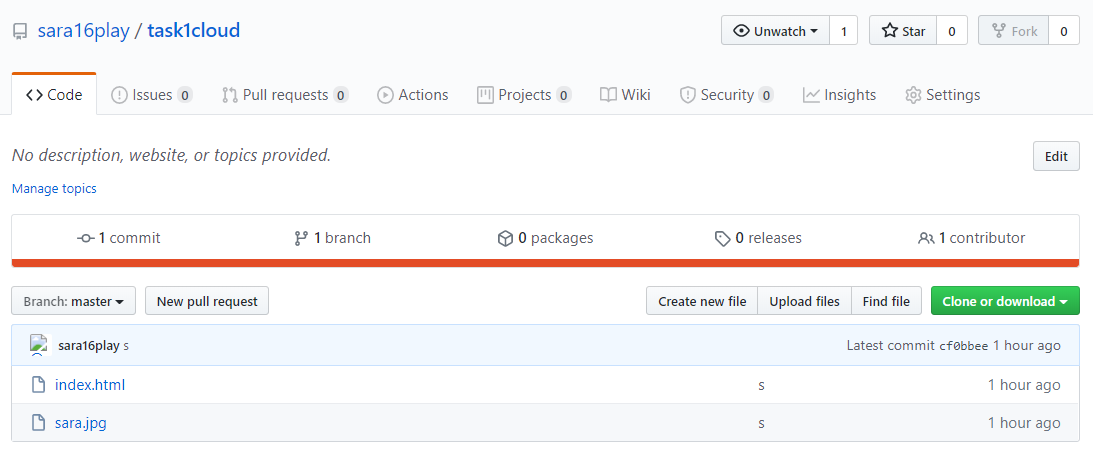 sara16play / task1cloud
Unwatch 1 Star 0 Fork 0
Code Issues 0 Pull requests 0 Actions Projects 0 Wiki Security 0 Insights Settings
No description, website, or topics provided.
Edit
Manage topics
1 commit 1 branch 0 packages 0 releases 1 contributor
Branch: master New pull request Create new file Upload files Find file Clone or download
sara16play s Latest commit cf0bbee 1 hour ago
index.html s 1 hour ago
sara.jpg s 1 hour ago